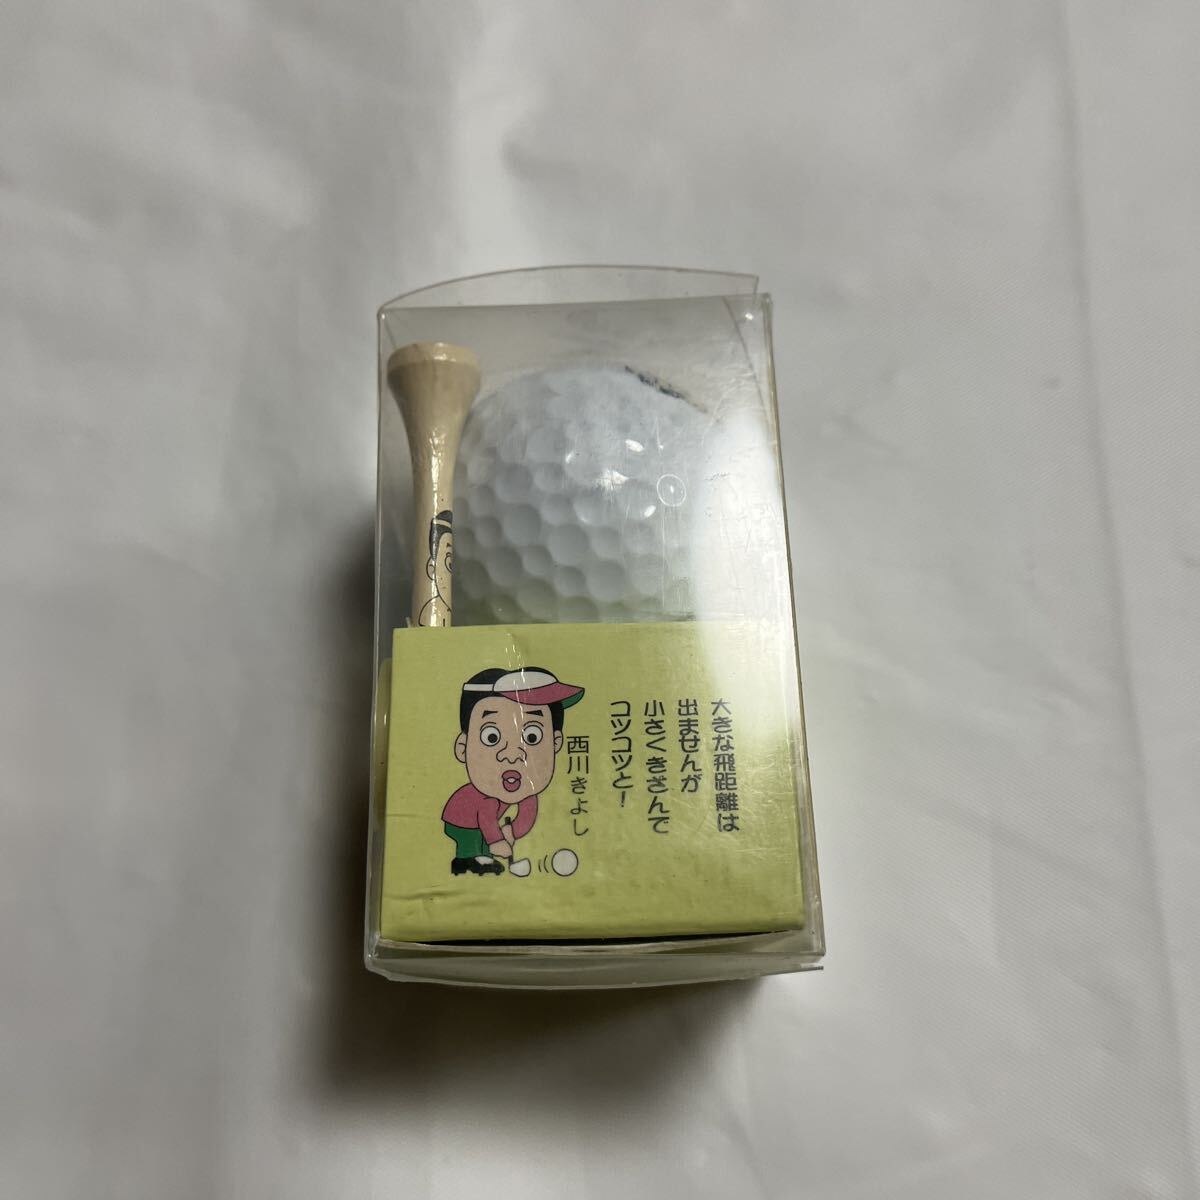 大きな飛距離は
出ませんが
小さくきざんで
コツコツと!
西川きよし